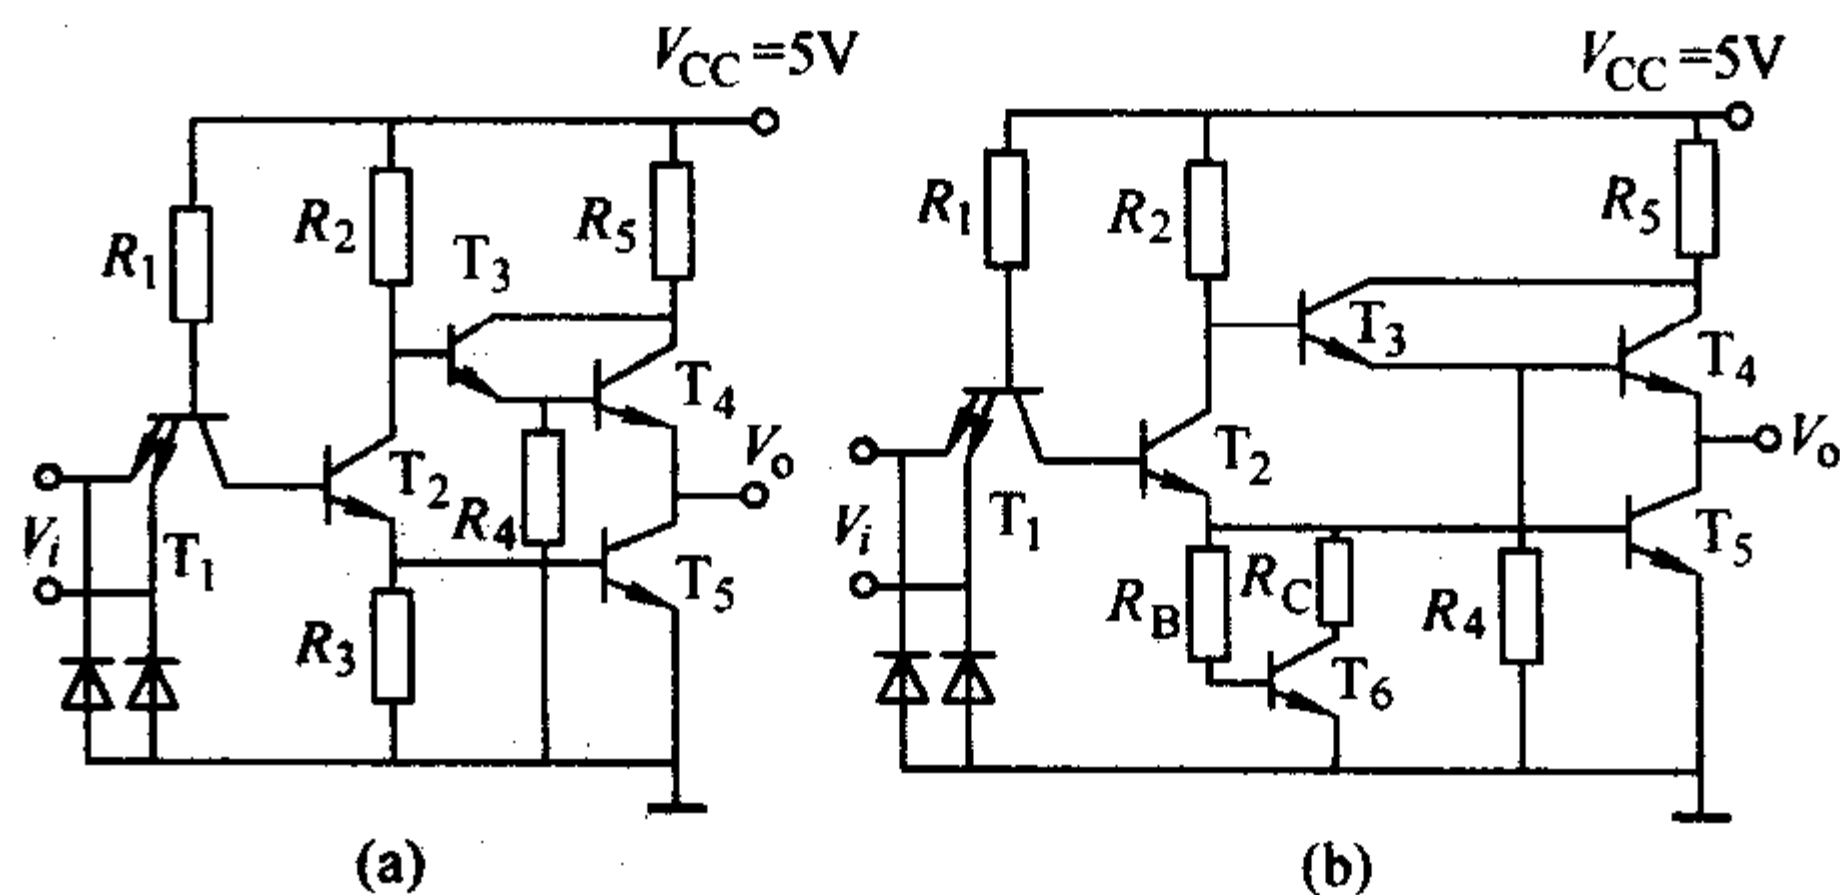 V_CC =5V
R_1
R_2
R_5
T_3
T_4
V_o
T_2
R_4
V_i
T_1
T_5
R_3
(a)
V_CC =5V
R_1
R_2
R_5
T_3
T_4
V_o
T_2
V_i
T_1
T_5
R_B
R_C
R_4
T_6
(b)